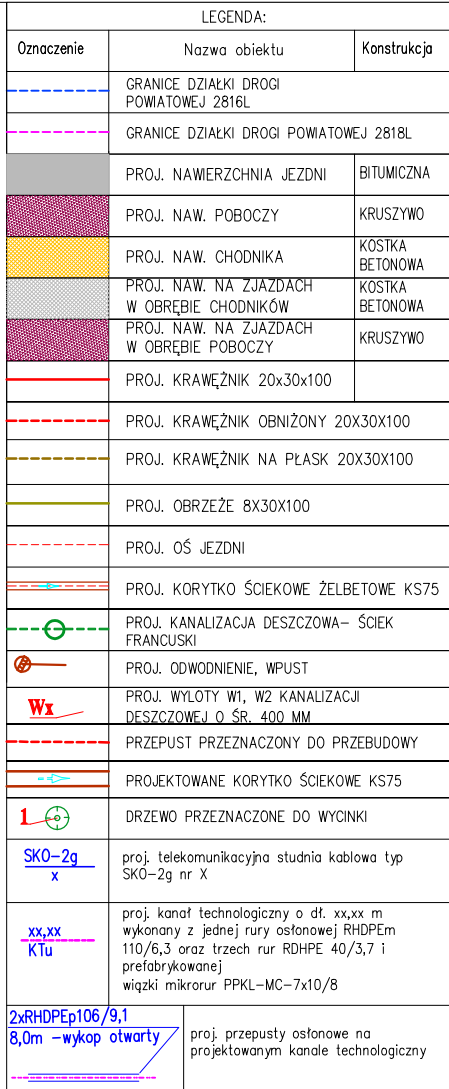 LEGENDA:
Oznaczenie
Nazwa obiektu
Konstrukcja
GRANICE DZIAŁKI DROGI
POWIATOWEJ 2816L
GRANICE DZIAŁKI DROGI POWIATOWEJ 2818L
PROJ. NAWIERZCHNIA JEZDNI
BITUMICZNA
PROJ. NAW. POBOCZY
KRUSZYWO
PROJ. NAW. CHODNIKA
KOSTKA
BETONOWA
PROJ. NAW. NA ZJAZDACH
W OBRĘBIE CHODNIKÓW
KOSTKA
BETONOWA
PROJ. NAW. NA ZJAZDACH
W OBRĘBIE POBOCZY
KRUSZYWO
PROJ. KRAWĘŻNIK 20x30x100
PROJ. KRAWĘŻNIK OBNIŻONY 20X30X100
PROJ. KRAWĘŻNIK NA PŁASK 20X30X100
PROJ. OBRZEŻE 8X30X100
PROJ. OŚ JEZDNI
PROJ. KORYTKO ŚCIEKOWE ŻELBETOWE KS75
PROJ. KANALIZACJA DESZCZOWA– ŚCIEK
FRANCUSKI
PROJ. ODWODNIENIE, WPUST
Wx
PROJ. WYLOTY W1, W2 KANALIZACJI
DESZCZOWEJ O ŚR. 400 MM
PRZEPUST PRZEZNACZONY DO PRZEBUDOWY
PROJEKTOWANE KORYTKO ŚCIEKOWE KS75
1
DRZEWO PRZEZNACZONE DO WYCINKI
SKO-2g
x
proj. telekomunikacyjna studnia kablowa typ
SKO-2g nr X
xx,xx
KTu
proj. kanał technologiczny o dł. xx,xx m
wykonany z jednej rury osłonowej RHDPEm
110/6,3 oraz trzech rur RDHPE 40/3,7 i
prefabrykowanej
wiązki mikrorur PPKL-MC-7x10/8
2xRHDPEp106/9,1
8,0m -wykop otwarty
proj. przepusty osłonowe na
projektowanym kanale technologiczny